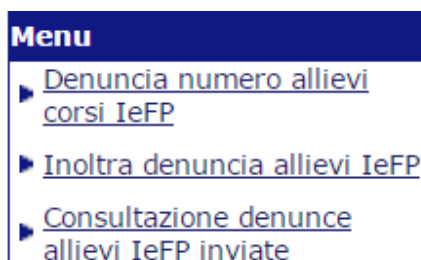 Menu
Denuncia numero allievi
corsi IeFP
Inoltra denuncia allievi IeFP
Consultazione denunce
allievi IeFP inviate